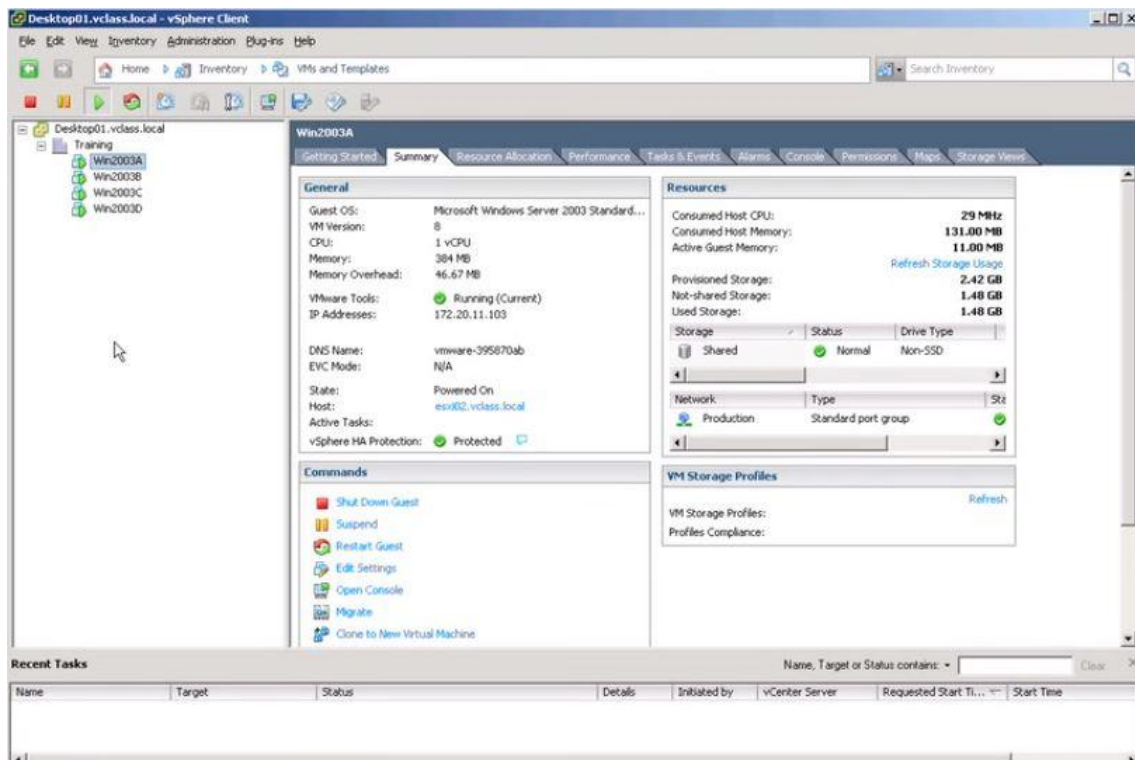 Desktop01.vclass.local - vSphere Client
File Edit View Inventory Administration Plug-ins Help
Home Inventory VMs and Templates
Search Inventory
Desktop01.vclass.local
Training
Win2003A
Win2003B
Win2003C
Win2003D
Win2003A
Getting Started Summary Resource Allocation Performance Tasks & Events Alarms Console Permissions Maps Storage Views
General
Guest OS: Microsoft Windows Server 2003 Standard...
VM Version: 8
CPU: 1 vCPU
Memory: 384 MB
Memory Overhead: 46.67 MB
VMware Tools: Running (Current)
IP Addresses: 172.20.11.103
DNS Name: vmware-395870ab
EVC Mode: N/A
State: Powered On
Host: esxi02.vclass.local
Active Tasks:
vSphere HA Protection: Protected
Commands
Shut Down Guest
Suspend
Restart Guest
Edit Settings
Open Console
Migrate
Clone to New Virtual Machine
Resources
Consumed Host CPU: 29 MHz
Consumed Host Memory: 131.00 MB
Active Guest Memory: 11.00 MB
Refresh Storage Usage
Provisioned Storage: 2.42 GB
Not-shared Storage: 1.48 GB
Used Storage: 1.48 GB
Storage Status Drive Type
Shared Normal Non-SSD
Network Type Sta
Production Standard port group
VM Storage Profiles
Refresh
VM Storage Profiles:
Profiles Compliance:
Recent Tasks
Name, Target or Status contains: Clear
Name Target Status Details Initiated by vCenter Server Requested Start Ti... Start Time